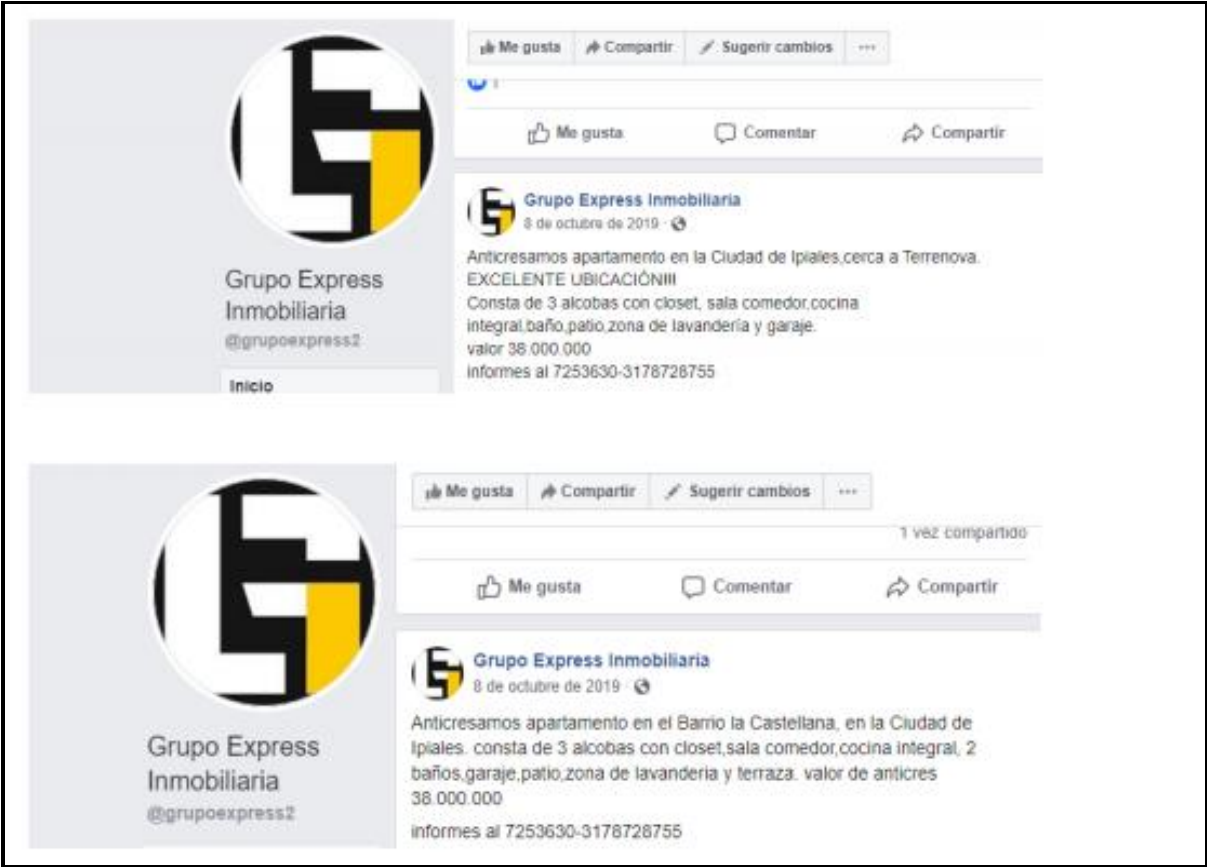 Me gusta Compartir Sugerir cambios ...
1
Me gusta Comentar Compartir
Grupo Express Inmobiliaria
@grupoexpress2
Inicio
Grupo Express Inmobiliaria
8 de octubre de 2019 ·
Anticresamos apartamento en la Ciudad de Ipiales,cerca a Terrenova.
EXCELENTE UBICACIÓN!!!
Consta de 3 alcobas con closet, sala comedor,cocina
integral,baño,patio,zona de lavandería y garaje.
valor 38.000.000
informes al 7253630-3178728755
Me gusta Compartir Sugerir cambios ...
1 vez compartido
Me gusta Comentar Compartir
Grupo Express
Inmobiliaria
@grupoexpress2
Grupo Express Inmobiliaria
8 de octubre de 2019 ·
Anticresamos apartamento en el Barrio la Castellana, en la Ciudad de
Ipiales. consta de 3 alcobas con closet,sala comedor,cocina integral, 2
baños,garaje,patio,zona de lavanderia y terraza. valor de anticres
38.000.000
informes al 7253630-3178728755